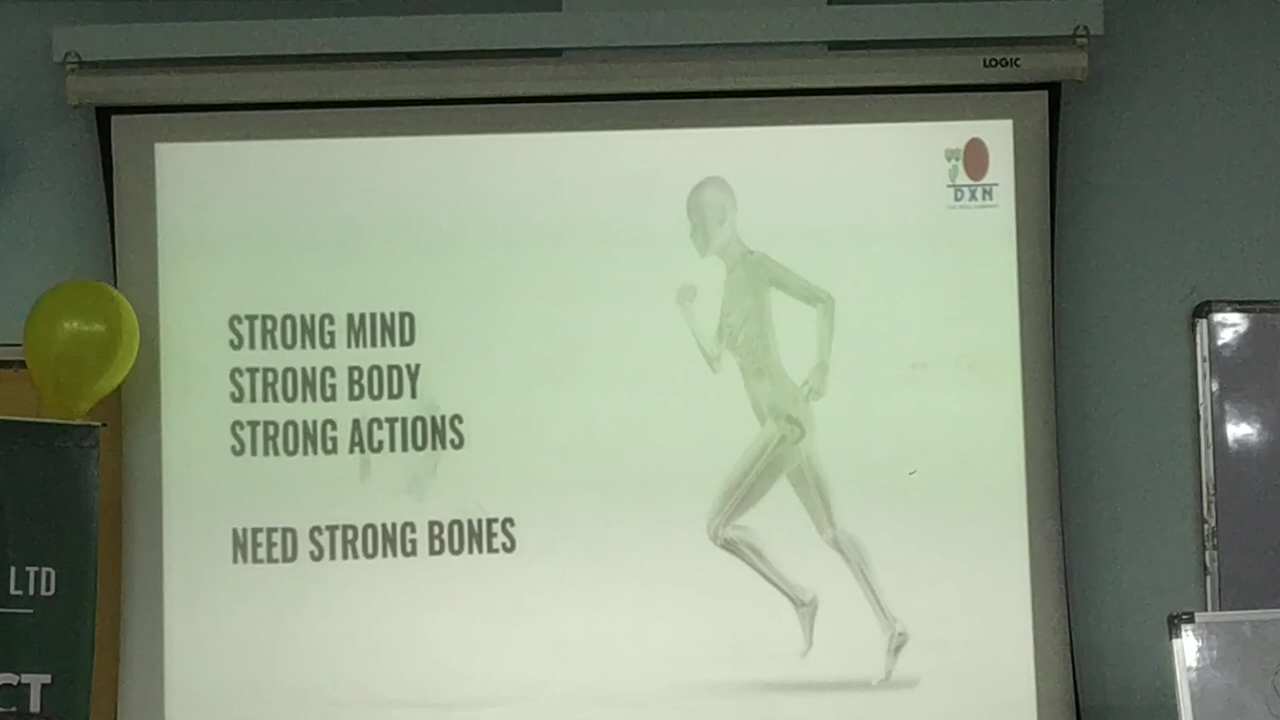 LOGIC
DXN
STRONG MIND
STRONG BODY
STRONG ACTIONS
NEED STRONG BONES
LTD
CT